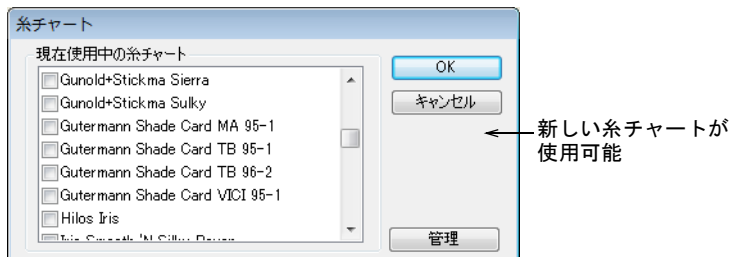 糸チャート
現在使用中の糸チャート
Gunold+Stickma Sierra
Gunold+Stickma Sulky
Gutermann Shade Card MA 95-1
Gutermann Shade Card TB 95-1
Gutermann Shade Card TB 96-2
Gutermann Shade Card VICI 95-1
Hilos Iris
OK
キャンセル
管理
新しい糸チャートが
使用可能